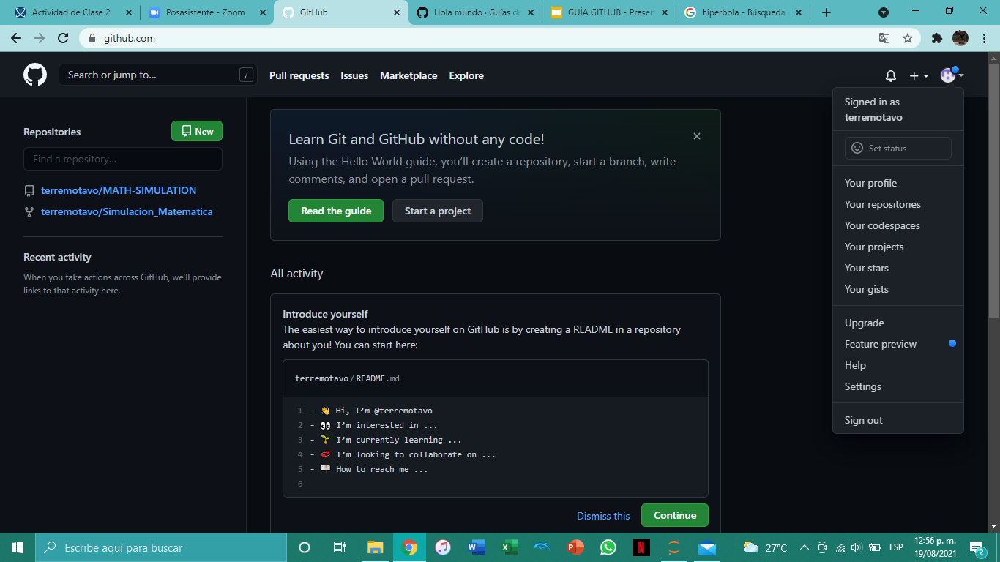 Actividad de Clase 2
Posasistente - Zoom
GitHub
Hola mundo · Guías de
GUÍA GITHUB - Presen
hiperbola - Búsqueda
github.com
Search or jump to...
/
Pull requests
Issues
Marketplace
Explore
Signed in as
terremotavo
Set status
Your profile
Your repositories
Your codespaces
Your projects
Your stars
Your gists
Upgrade
Feature preview
Help
Settings
Sign out
Repositories
New
Find a repository...
terremotavo/MATH-SIMULATION
terremotavo/Simulacion_Matematica
Recent activity
When you take actions across GitHub, we’ll provide
links to that activity here.
Learn Git and GitHub without any code!
Using the Hello World guide, you’ll create a repository, start a branch, write
comments, and open a pull request.
Read the guide
Start a project
All activity
Introduce yourself
The easiest way to introduce yourself on GitHub is by creating a README in a repository
about you! You can start here:
terremotavo/README.md
1 - 👋 Hi, I’m @terremotavo
2 - 👀 I’m interested in ...
3 - 🌱 I’m currently learning ...
4 - 💞️ I’m looking to collaborate on ...
5 - 📫 How to reach me ...
6
Dismiss this
Continue
Escribe aquí para buscar
27°C
ESP
12:56 p. m.
19/08/2021
2